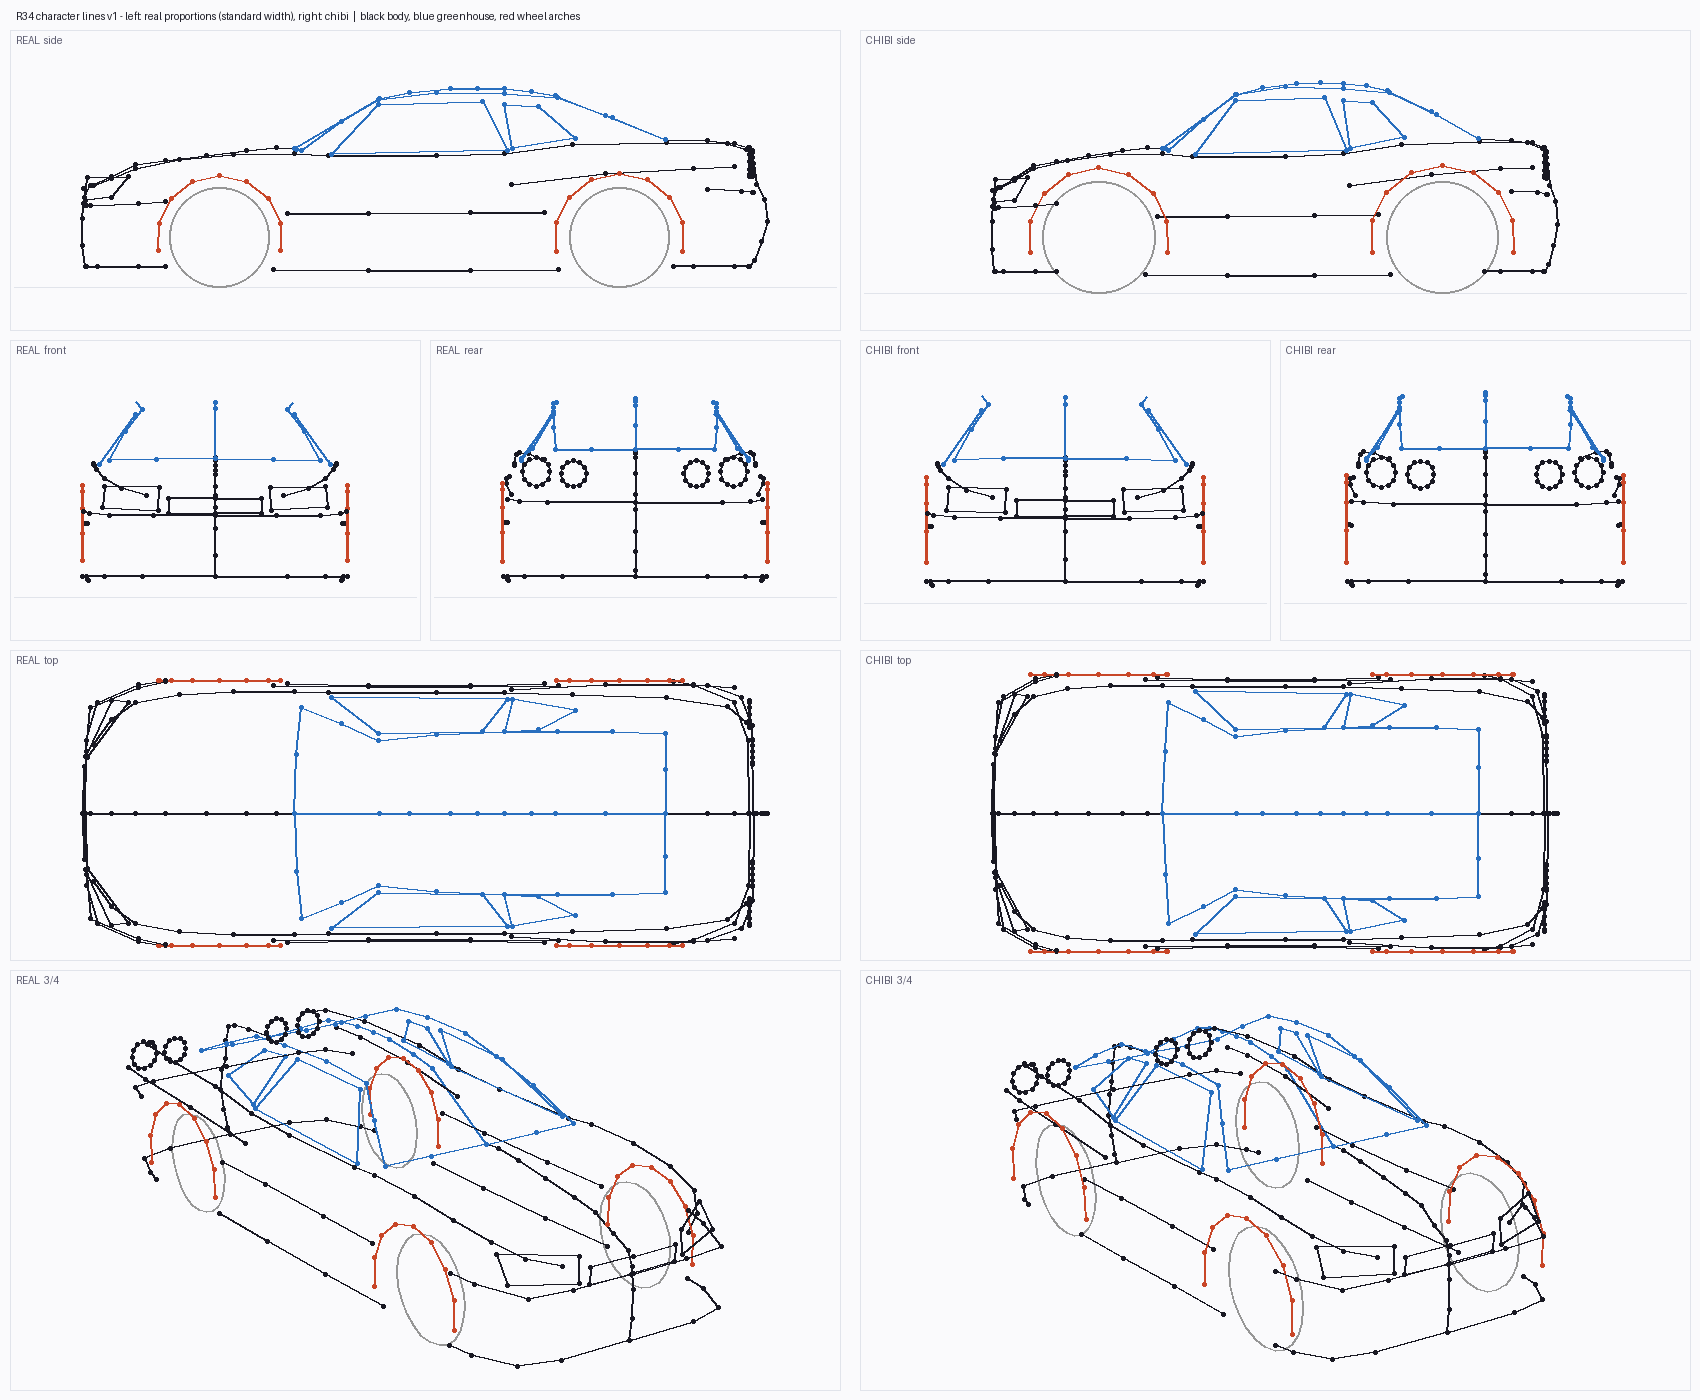 R34 character lines v1 - left: real proportions (standard width), right: chibi | black body, blue greenhouse, red wheel arches
REAL side
CHIBI side
REAL front
REAL rear
CHIBI front
CHIBI rear
REAL top
CHIBI top
REAL 3/4
CHIBI 3/4